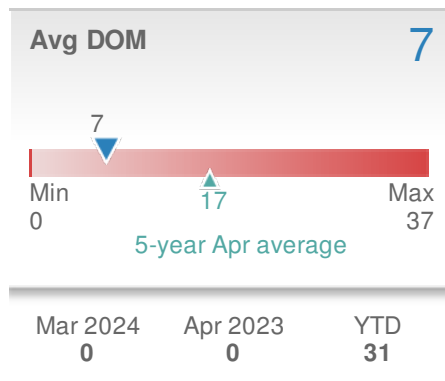 Avg DOM 7
7
Min Max
17
0 37
5-year Apr average
Mar 2024 Apr 2023 YTD
0 0 31